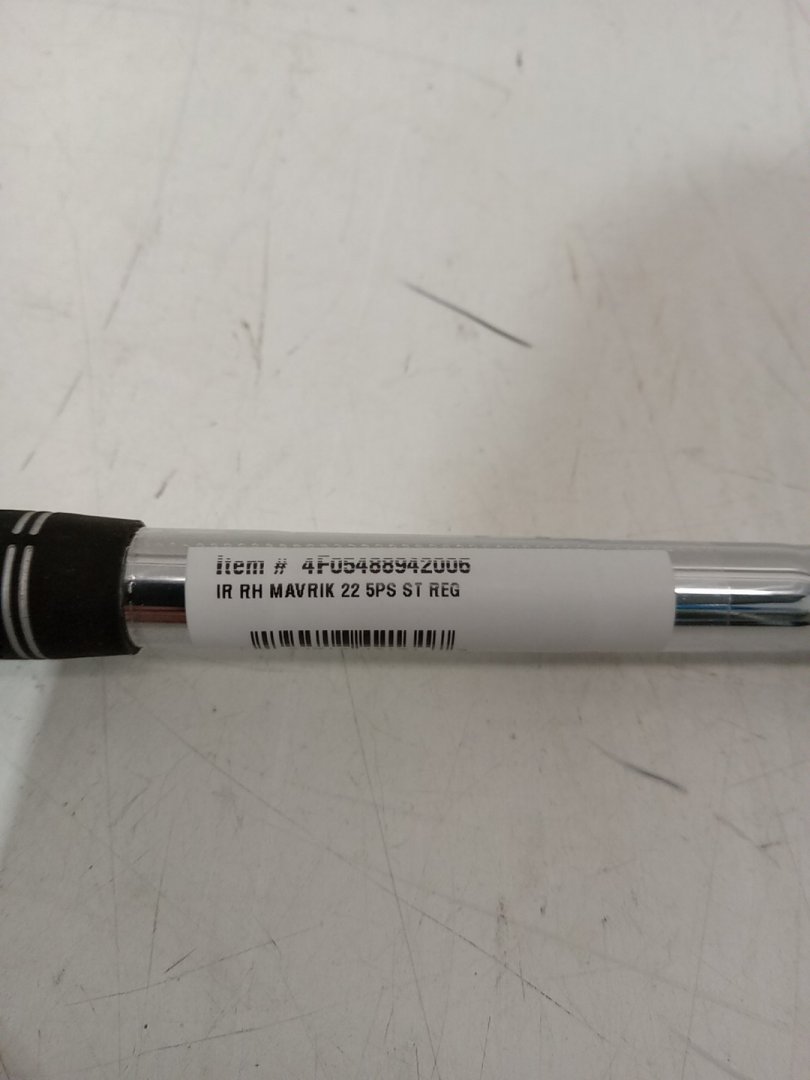 Item # 4F05488942006
IR RH MAVRIK 22 5PS ST REG